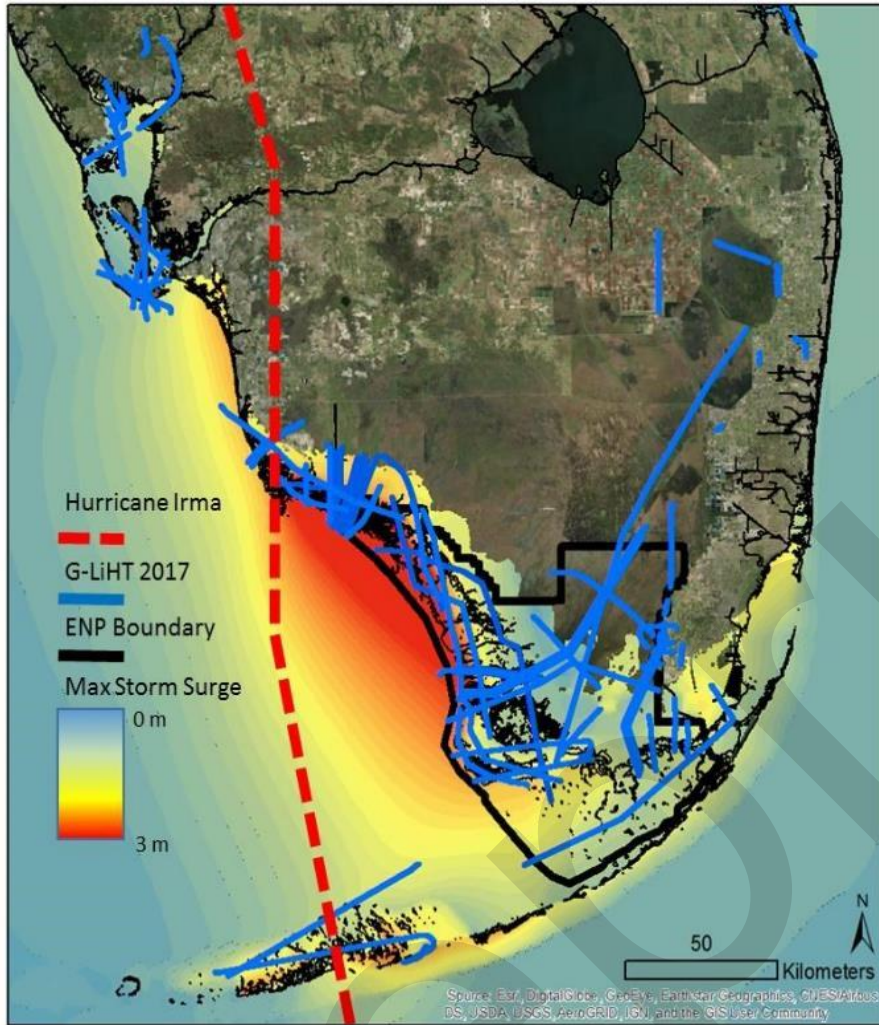 Hurricane Irma
G-LiHT 2017
ENP Boundary
Max Storm Surge
0 m
3 m
N
50
Kilometers
Source: Esri, DigitalGlobe, GeoEye, Earthstar Geographics, CNES/Airbus
DS, USDA, USGS, AeroGRID, IGN, and the GIS User Community